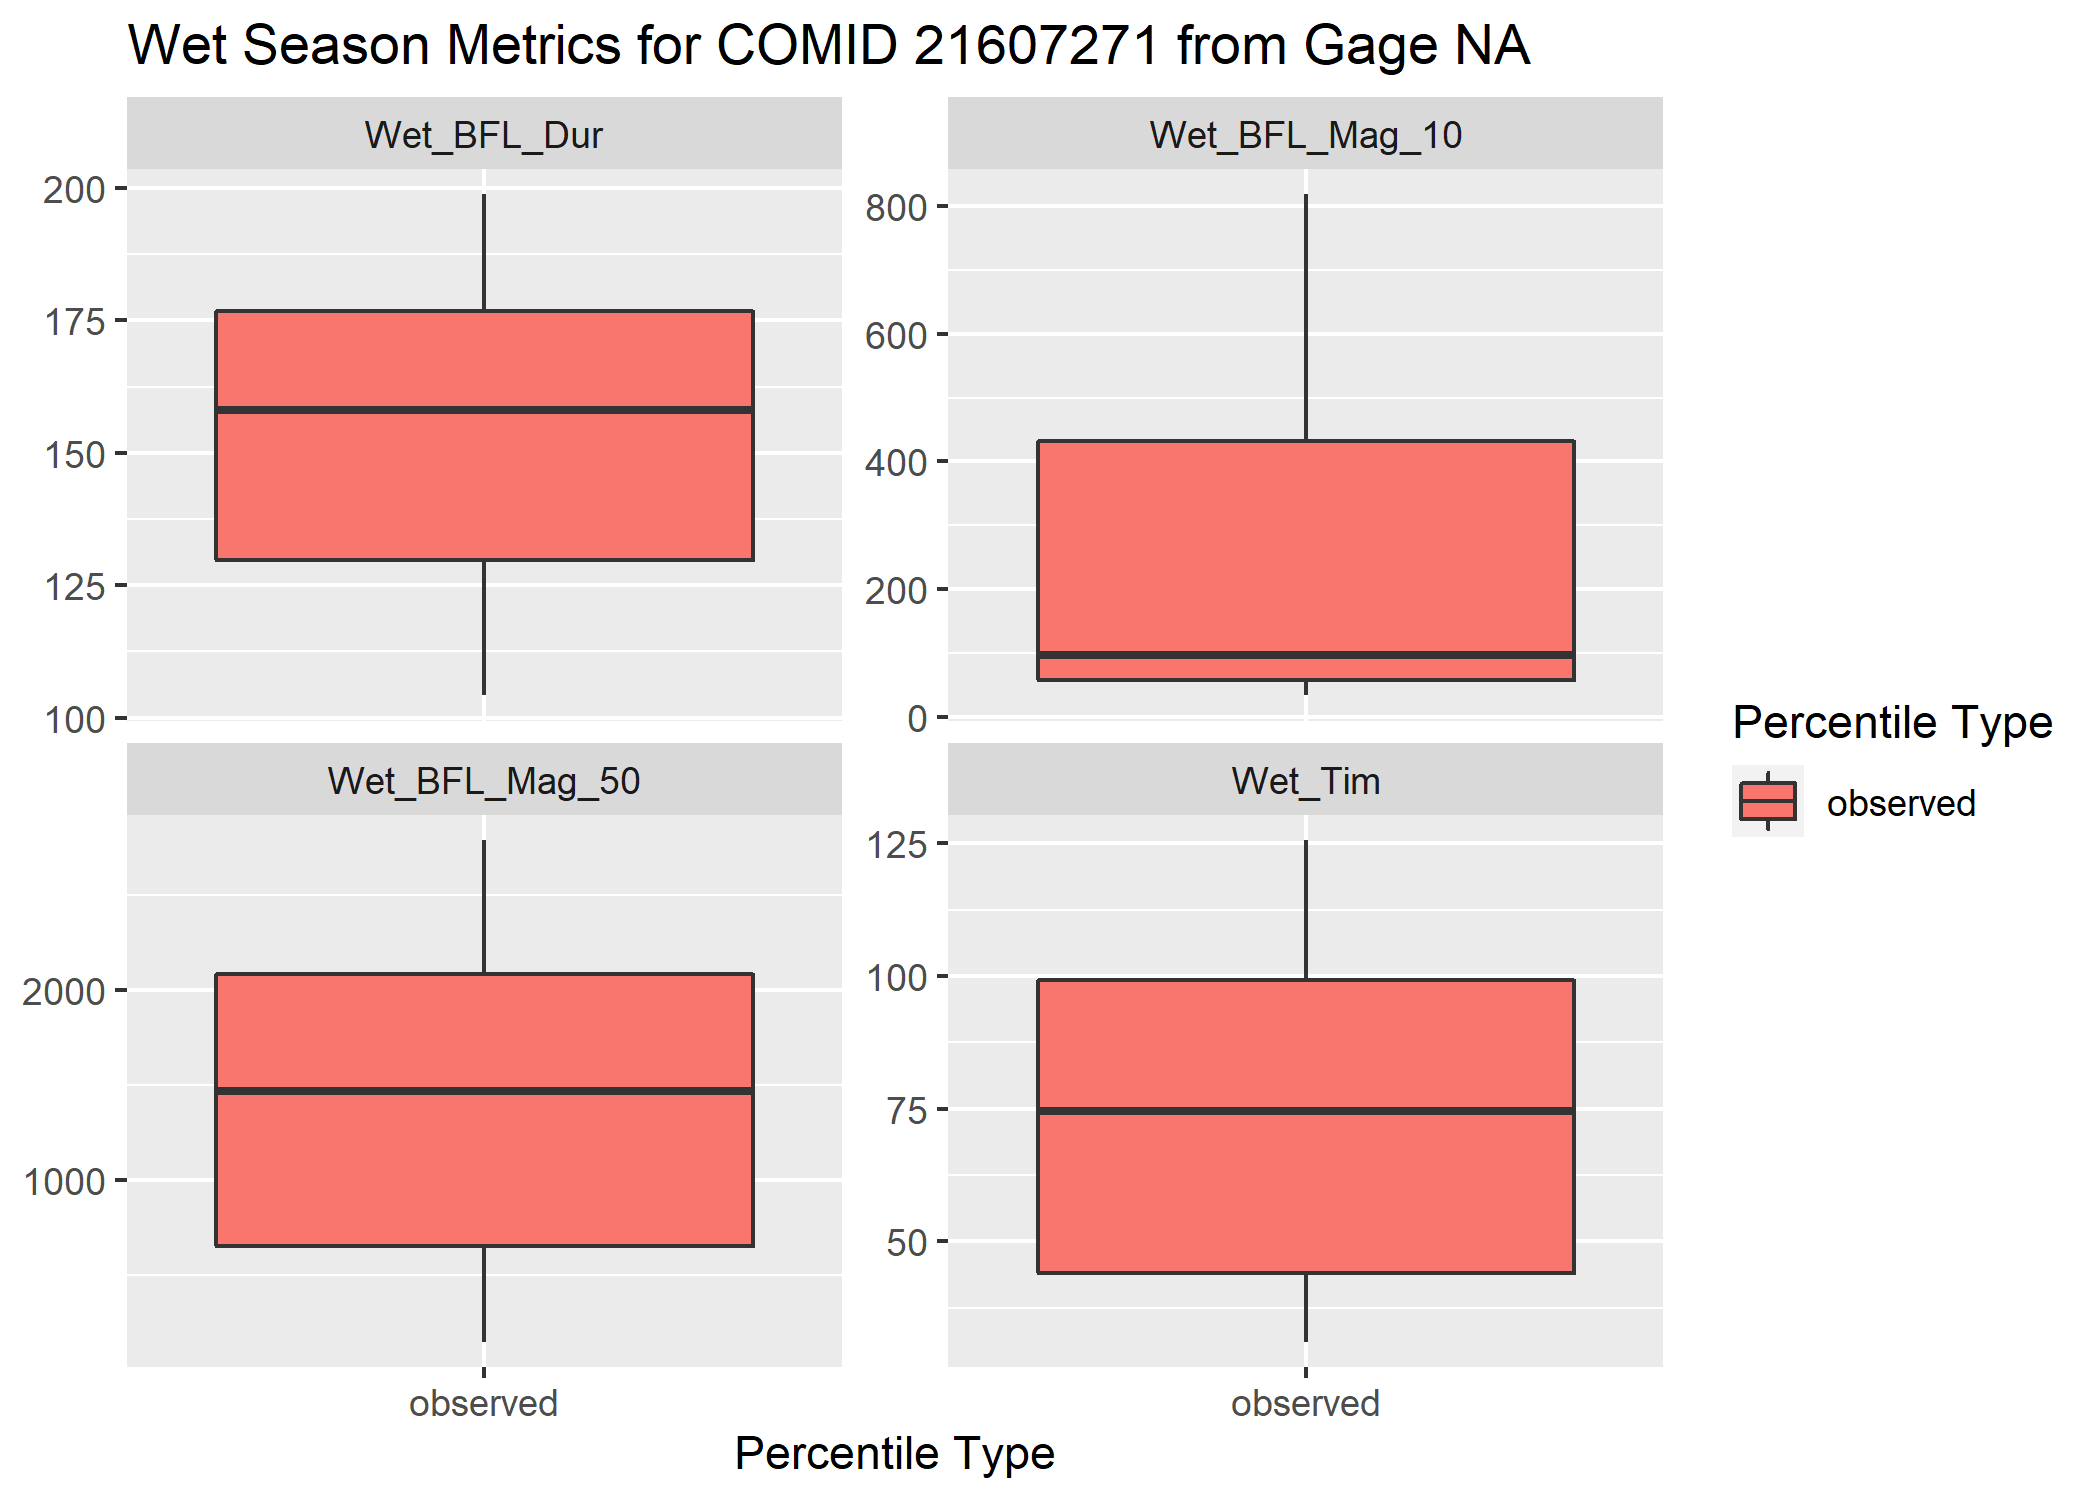 Wet Season Metrics for COMID 21607271 from Gage NA
Wet_BFL_Dur
200
175
150
125
100
Wet_BFL_Mag_10
800
600
400
200
0
Wet_BFL_Mag_50
2000
1000
observed
Wet_Tim
125
100
75
50
observed
Percentile Type
Percentile Type
observed